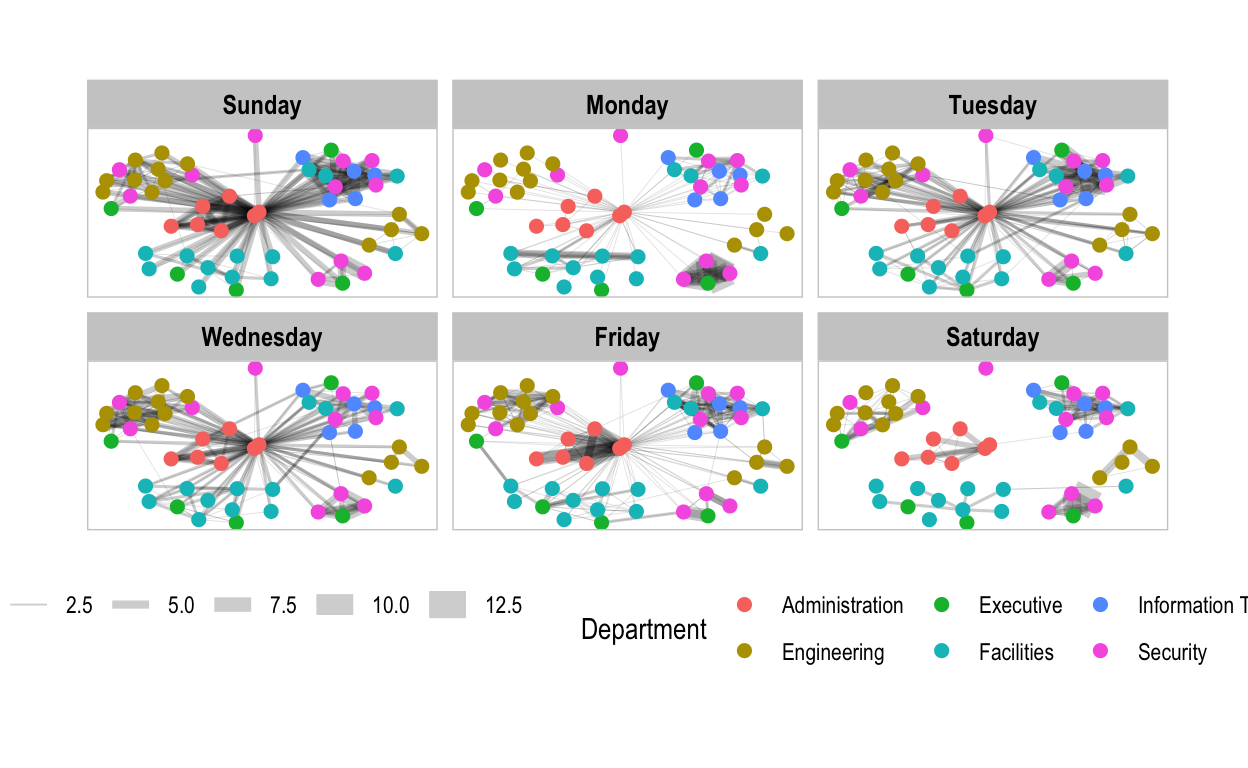 Sunday Monday Tuesday
Wednesday Friday Saturday
2.5 5.0 7.5 10.0 12.5
Department
Administration Executive Information T
Engineering Facilities Security